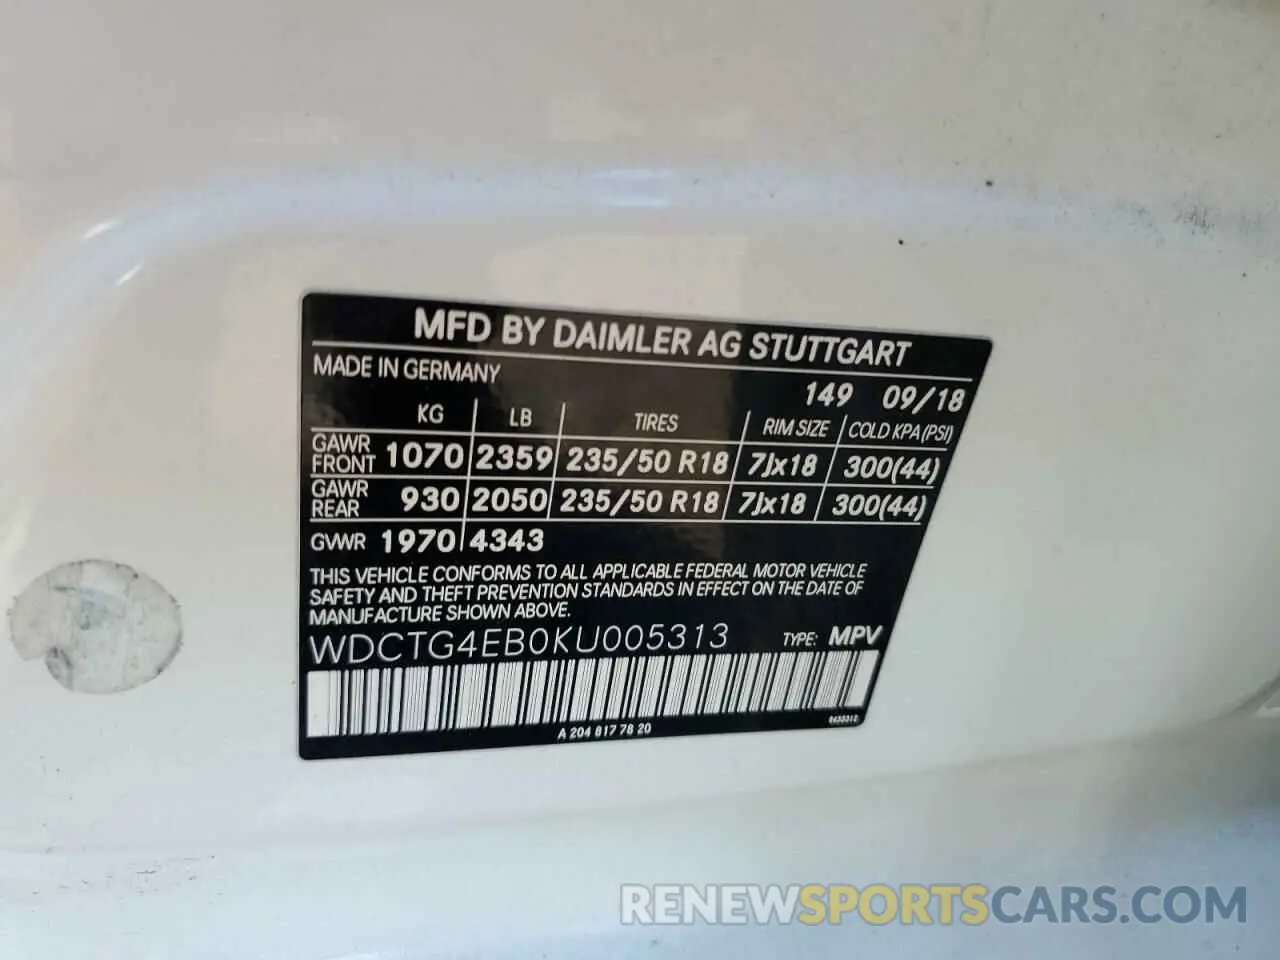 MFD BY DAIMLER AG STUTTGART
MADE IN GERMANY
149 09/18
KG LB TIRES RIM SIZE COLD KPA(PSI)
GAWR FRONT 1070 2359 235/50 R18 7Jx18 300(44)
GAWR REAR 930 2050 235/50 R18 7Jx18 300(44)
GVWR 1970 4343
THIS VEHICLE CONFORMS TO ALL APPLICABLE FEDERAL MOTOR VEHICLE
SAFETY AND THEFT PREVENTION STANDARDS IN EFFECT ON THE DATE OF
MANUFACTURE SHOWN ABOVE.
WDCTG4EB0KU005313 TYPE: MPV
A 204 817 78 20
RENEWSPORTSCARS.COM